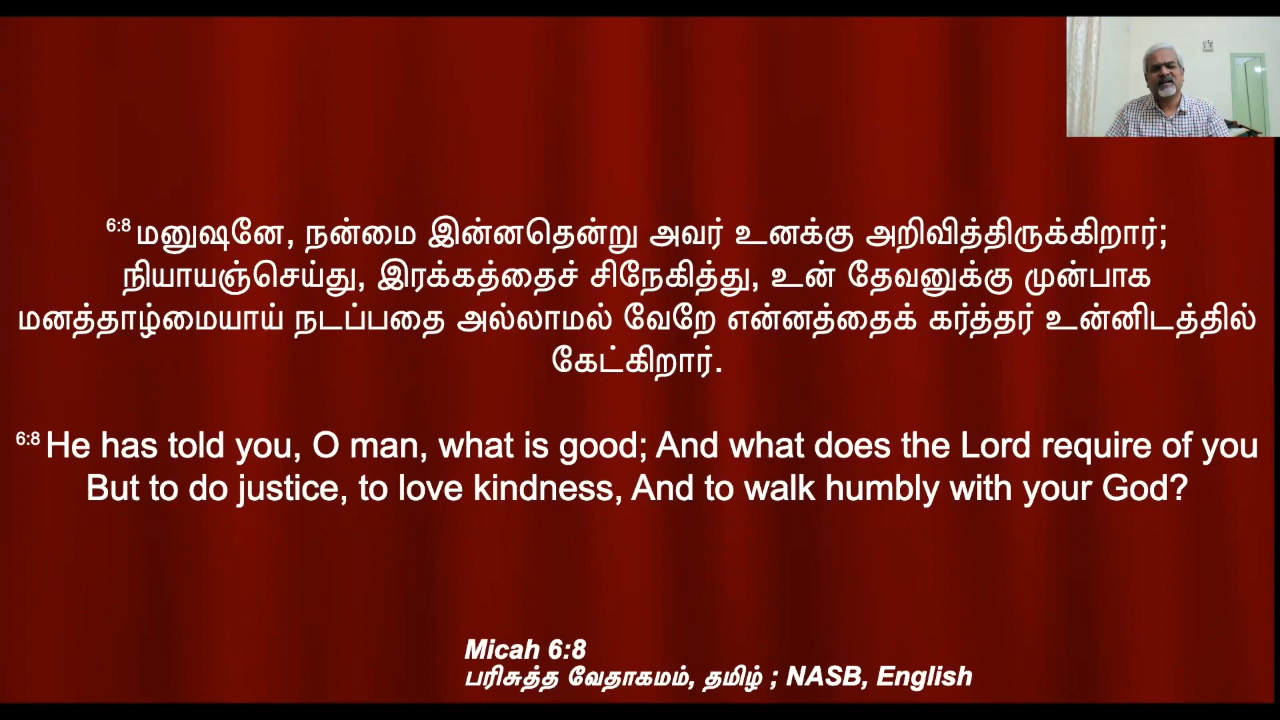 6:8 மனுஷனே, நன்மை இன்னதென்று அவர் உனக்கு அறிவித்திருக்கிறார்;
நியாயஞ்செய்து, இரக்கத்தைச் சிநேகித்து, உன் தேவனுக்கு முன்பாக
மனத்தாழ்மையாய் நடப்பதை அல்லாமல் வேறே என்னத்தைக் கர்த்தர் உன்னிடத்தில்
கேட்கிறார்.
6:8 He has told you, O man, what is good; And what does the Lord require of you
But to do justice, to love kindness, And to walk humbly with your God?
Micah 6:8
பரிசுத்த வேதாகமம், தமிழ் ; NASB, English